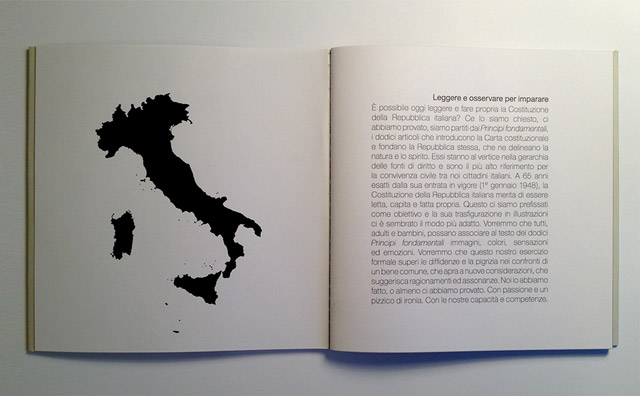 Leggere e osservare per imparare
È possibile oggi leggere e fare propria la Costituzione
della Repubblica italiana? Ce lo siamo chiesto, ci
abbiamo provato, siamo partiti dai Principi fondamentali,
i dodici articoli che introducono la Carta costituzionale
e fondano la Repubblica stessa, che ne delineano la
natura e lo spirito. Essi stanno al vertice nella gerarchia
delle fonti di diritto e sono il più alto riferimento per
la convivenza civile tra noi cittadini italiani. A 65 anni
esatti dalla sua entrata in vigore (1º gennaio 1948), la
Costituzione della Repubblica italiana merita di essere
letta, capita e fatta propria. Questo ci siamo prefissati
come obiettivo e la sua trasfigurazione in illustrazioni
ci è sembrato il modo più adatto. Vorremmo che tutti,
adulti e bambini, possano associare al testo dei dodici
Principi fondamentali immagini, colori, sensazioni
ed emozioni. Vorremmo che questo nostro esercizio
formale superi le diffidenze e la pigrizia nei confronti di
un bene comune, che apra a nuove considerazioni, che
suggerisca ragionamenti ed assonanze. Noi lo abbiamo
fatto, o almeno ci abbiamo provato. Con passione e un
pizzico di ironia. Con le nostre capacità e competenze.